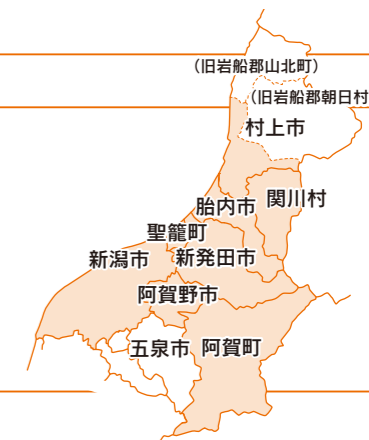 （旧岩船郡山北町）
（旧岩船郡朝日村
村上市
関川村
胎内市
聖籠町
新潟市
新発田市
阿賀野市
五泉市
阿賀町